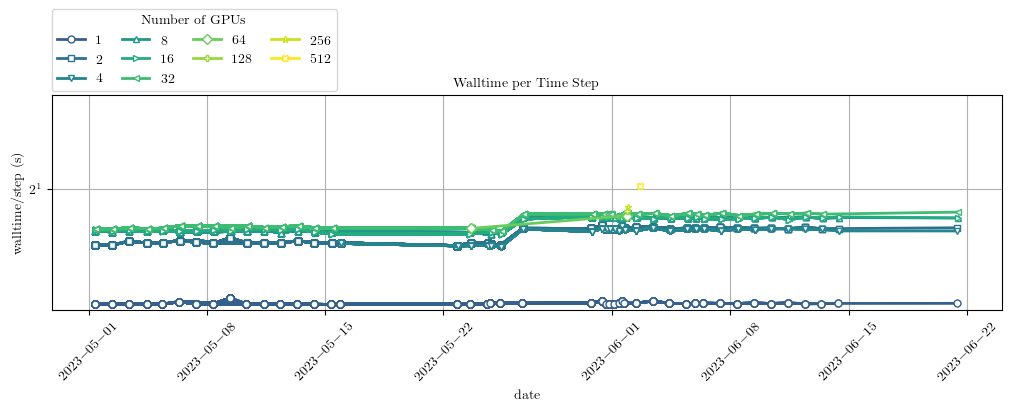 Number of GPUs
1 8 64 256
2 16 128 512
4 32
Walltime per Time Step
walltime/step (s)
2^1
2023−05−01 2023−05−08 2023−05−15 2023−05−22 2023−06−01 2023−06−08 2023−06−15 2023−06−22
date